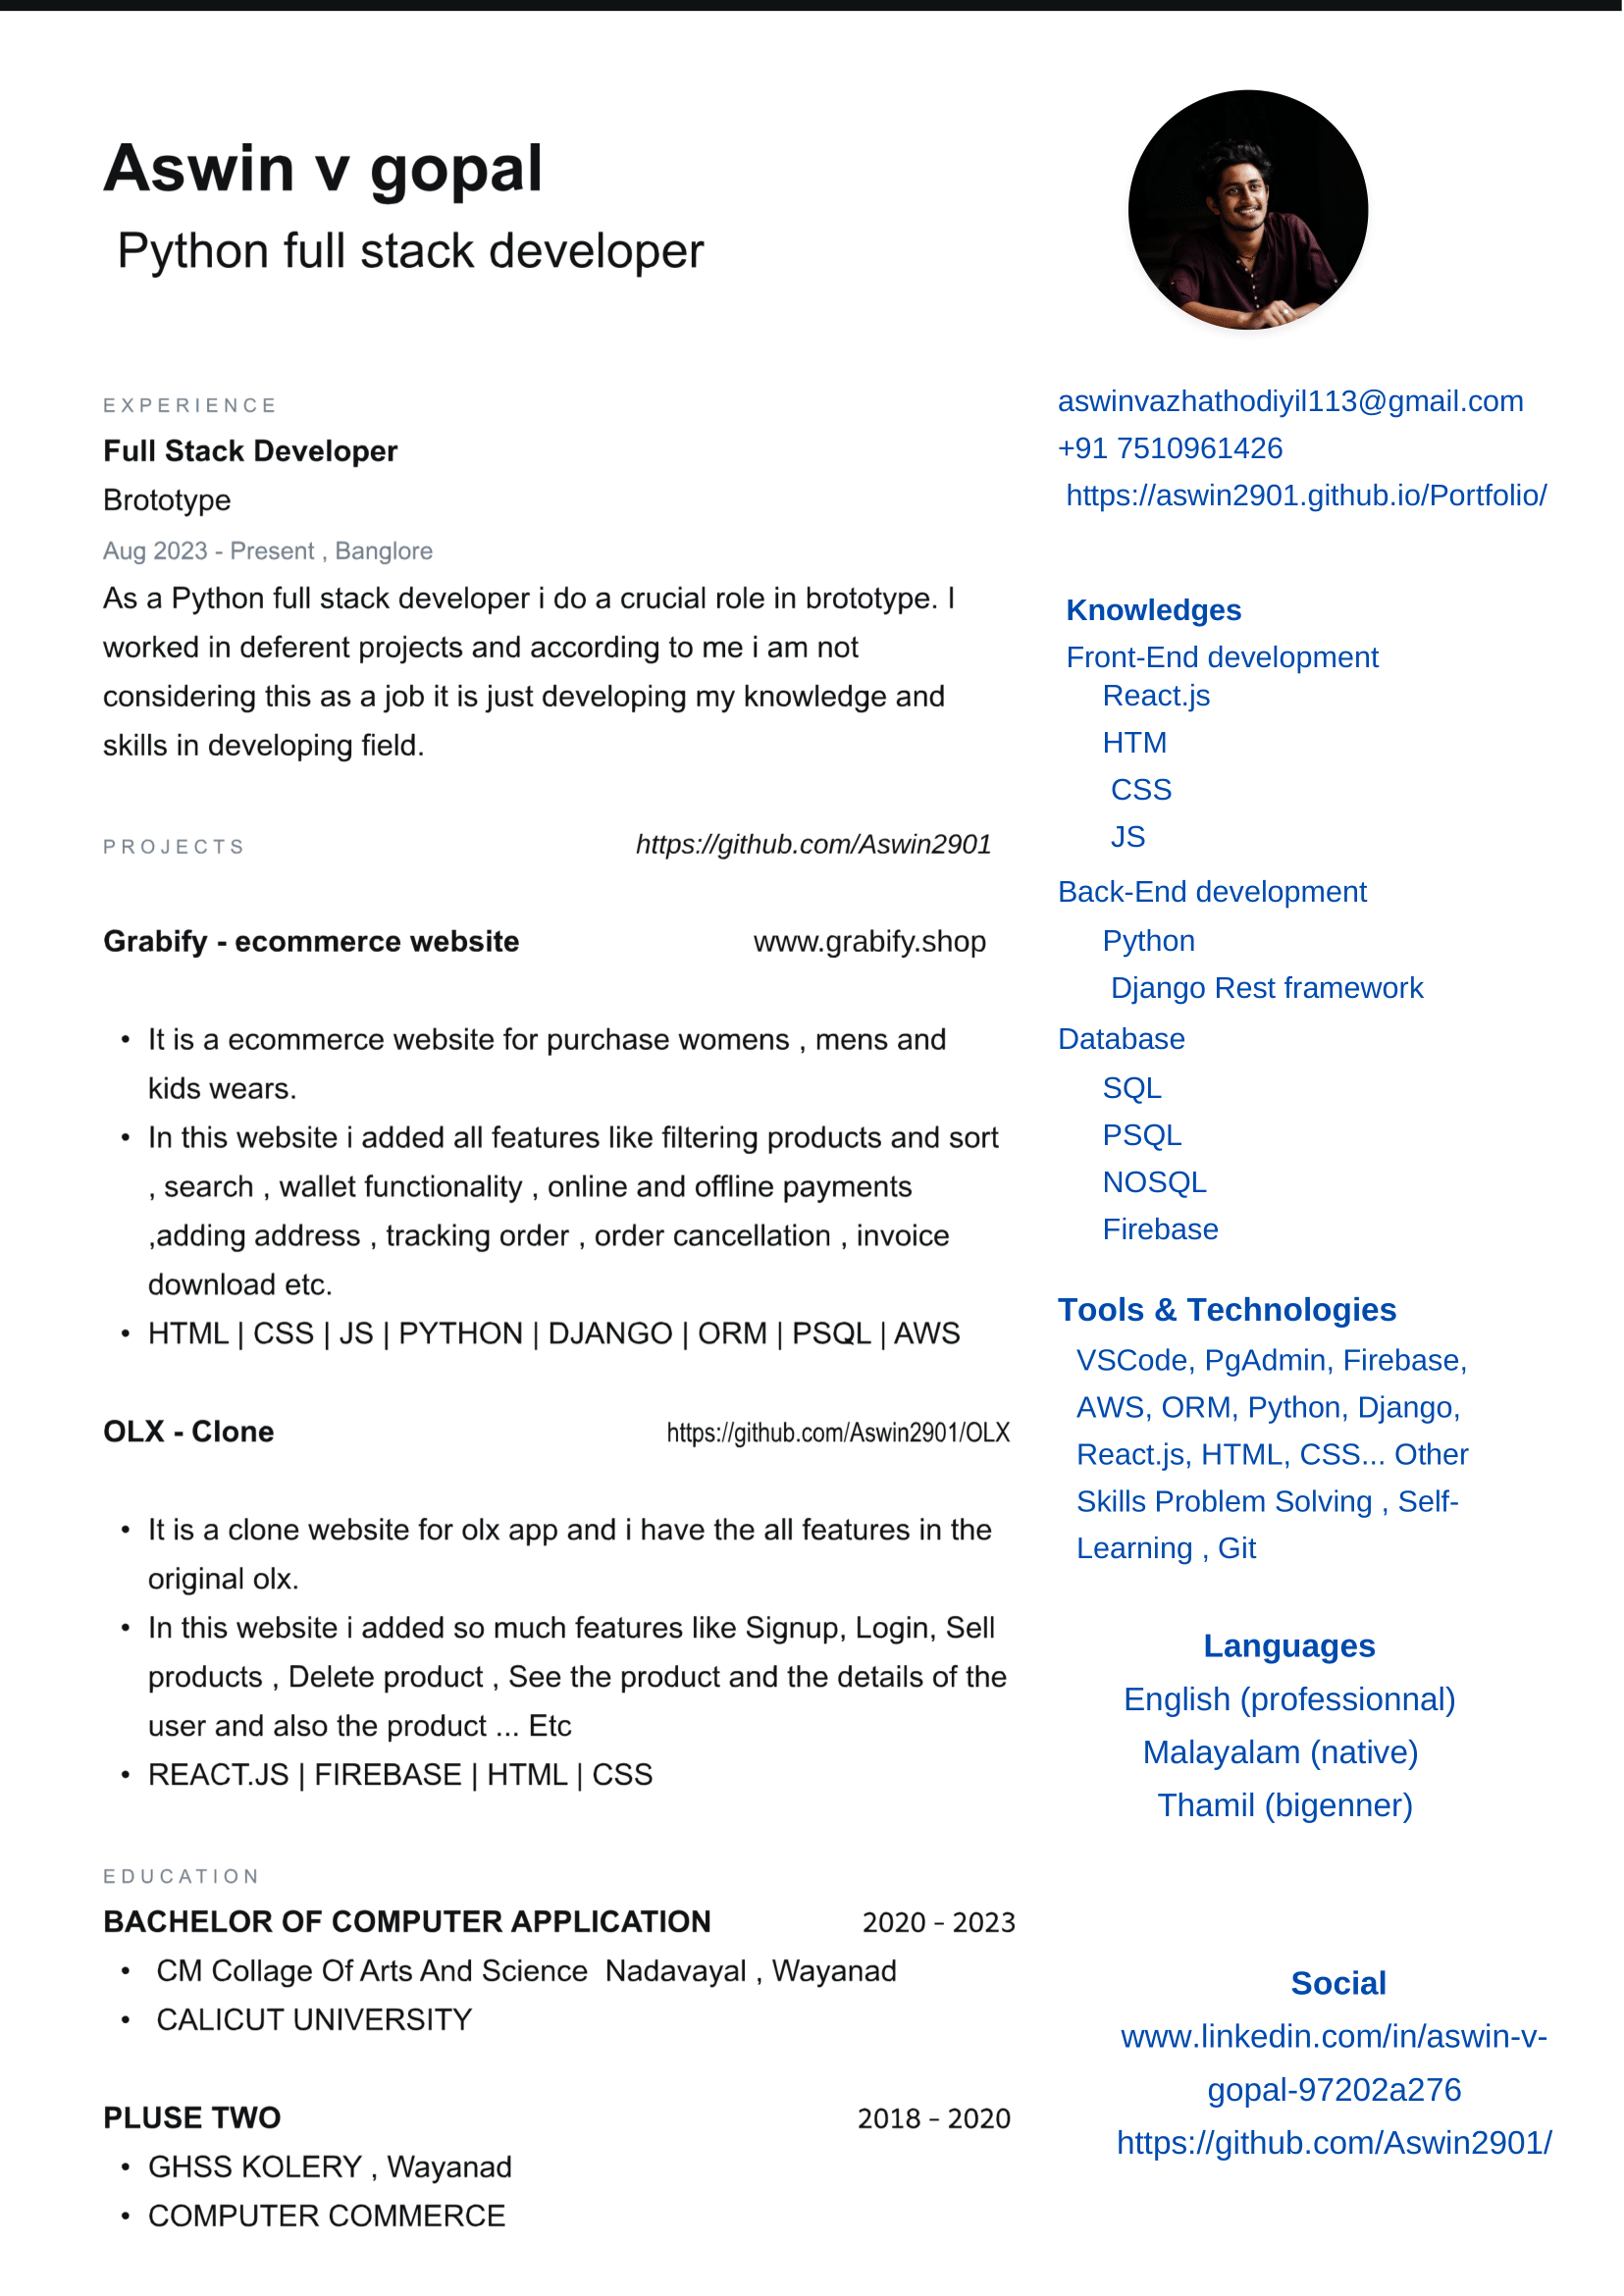 Aswin v gopal
Python full stack developer
EXPERIENCE
Full Stack Developer
Brototype
Aug 2023 - Present , Banglore
As a Python full stack developer i do a crucial role in brototype. I
worked in deferent projects and according to me i am not
considering this as a job it is just developing my knowledge and
skills in developing field.
PROJECTS
https://github.com/Aswin2901
Grabify - ecommerce website
www.grabify.shop
• It is a ecommerce website for purchase womens , mens and
kids wears.
• In this website i added all features like filtering products and sort
, search , wallet functionality , online and offline payments
,adding address , tracking order , order cancellation , invoice
download etc.
• HTML | CSS | JS | PYTHON | DJANGO | ORM | PSQL | AWS
OLX - Clone
https://github.com/Aswin2901/OLX
• It is a clone website for olx app and i have the all features in the
original olx.
• In this website i added so much features like Signup, Login, Sell
products , Delete product , See the product and the details of the
user and also the product ... Etc
• REACT.JS | FIREBASE | HTML | CSS
EDUCATION
BACHELOR OF COMPUTER APPLICATION
2020 - 2023
• CM Collage Of Arts And Science  Nadavayal , Wayanad
• CALICUT UNIVERSITY
PLUSE TWO
2018 - 2020
• GHSS KOLERY , Wayanad
• COMPUTER COMMERCE
aswinvazhathodiyil113@gmail.com
+91 7510961426
https://aswin2901.github.io/Portfolio/
Knowledges
Front-End development
React.js
HTM
CSS
JS
Back-End development
Python
Django Rest framework
Database
SQL
PSQL
NOSQL
Firebase
Tools & Technologies
VSCode, PgAdmin, Firebase,
AWS, ORM, Python, Django,
React.js, HTML, CSS... Other
Skills Problem Solving , Self-
Learning , Git
Languages
English (professionnal)
Malayalam (native)
Thamil (bigenner)
Social
www.linkedin.com/in/aswin-v-
gopal-97202a276
https://github.com/Aswin2901/